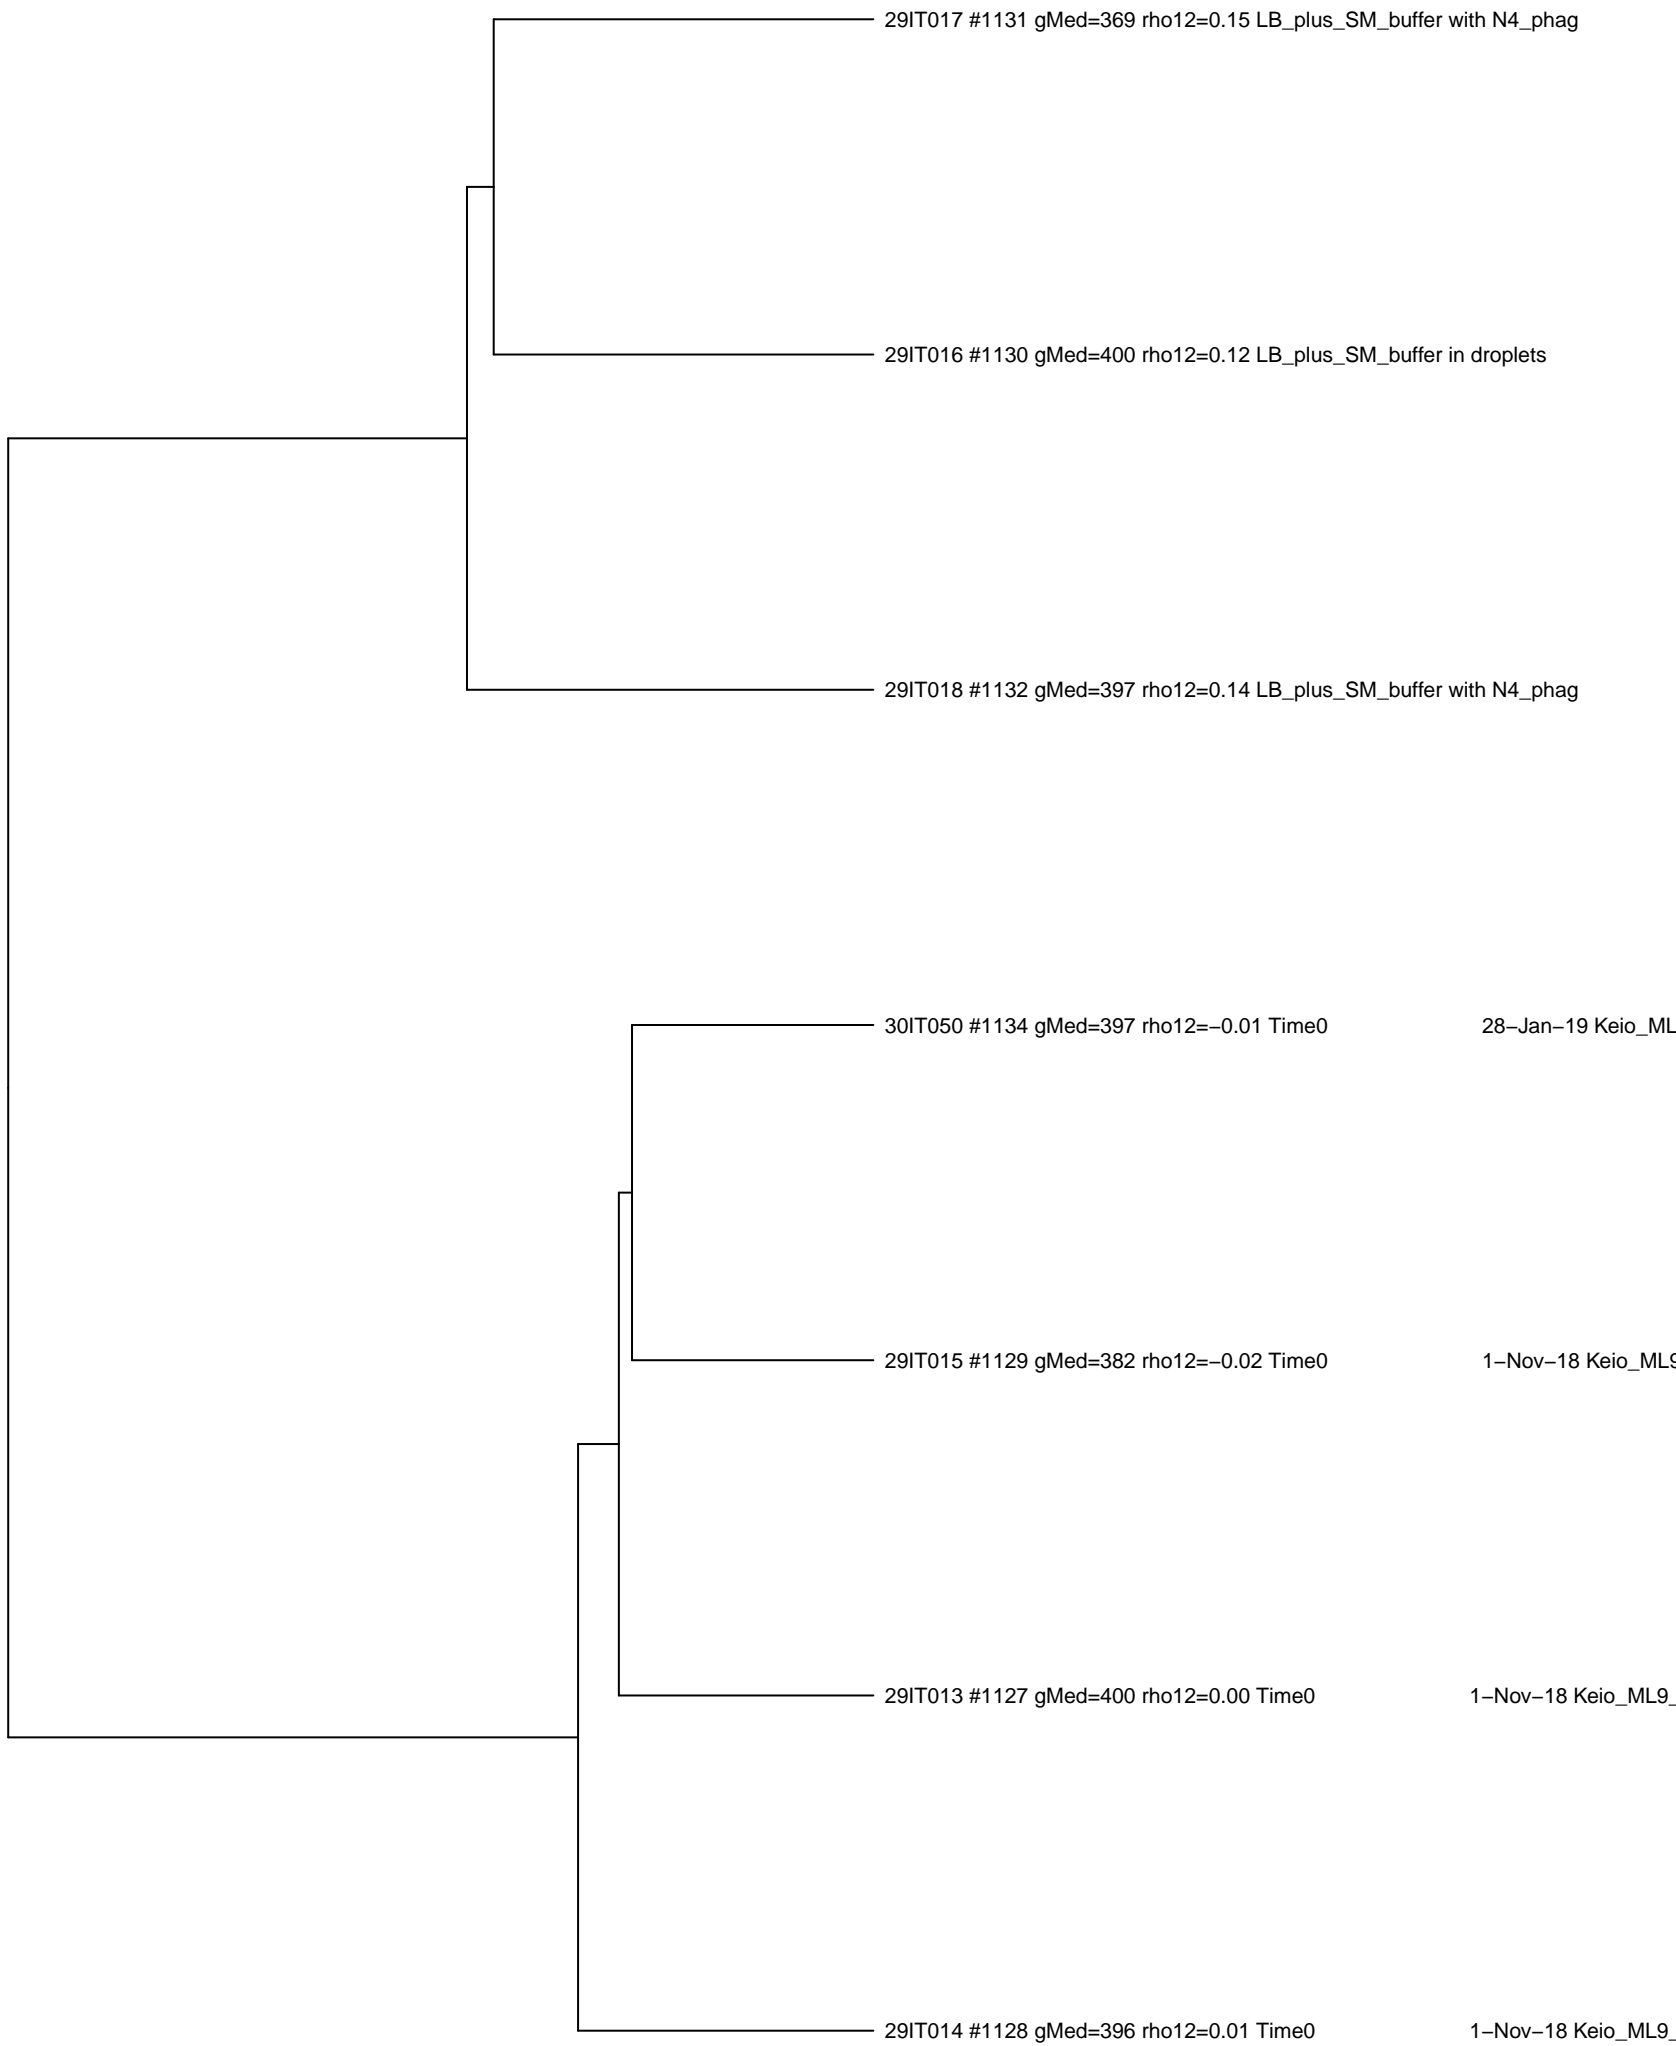 29IT017 #1131 gMed=369 rho12=0.15 LB_plus_SM_buffer with N4_phag
29IT016 #1130 gMed=400 rho12=0.12 LB_plus_SM_buffer in droplets
29IT018 #1132 gMed=397 rho12=0.14 LB_plus_SM_buffer with N4_phag
30IT050 #1134 gMed=397 rho12=−0.01 Time0 28−Jan−19 Keio_ML
29IT015 #1129 gMed=382 rho12=−0.02 Time0 1−Nov−18 Keio_ML9
29IT013 #1127 gMed=400 rho12=0.00 Time0 1−Nov−18 Keio_ML9_
29IT014 #1128 gMed=396 rho12=0.01 Time0 1−Nov−18 Keio_ML9_